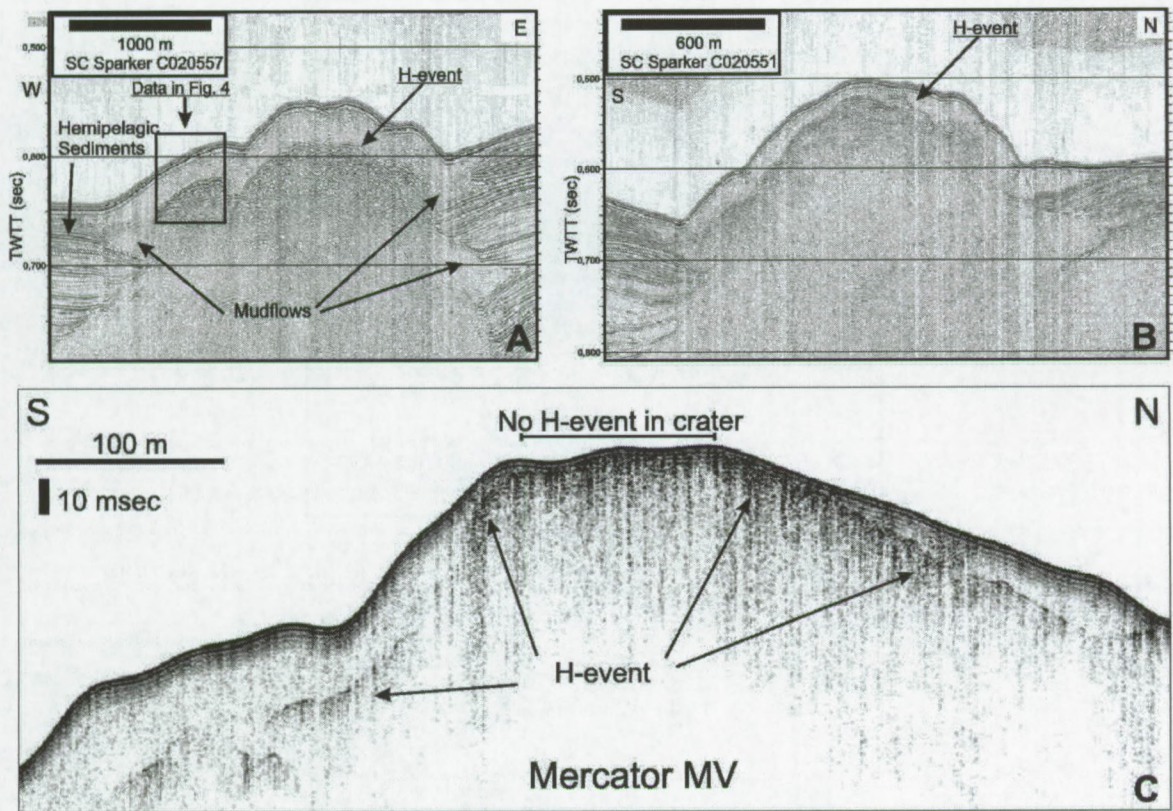 1000 m
SC Sparker C020557
W
E
Data in Fig. 4
H-event
Hemipelagic
Sediments
Mudflows
TWTT (sec)
0,500
0,600
0,700
A
600 m
SC Sparker C020551
S
N
H-event
TWTT (sec)
0,500
0,600
0,700
0,800
B
S
N
100 m
10 msec
No H-event in crater
H-event
Mercator MV
C